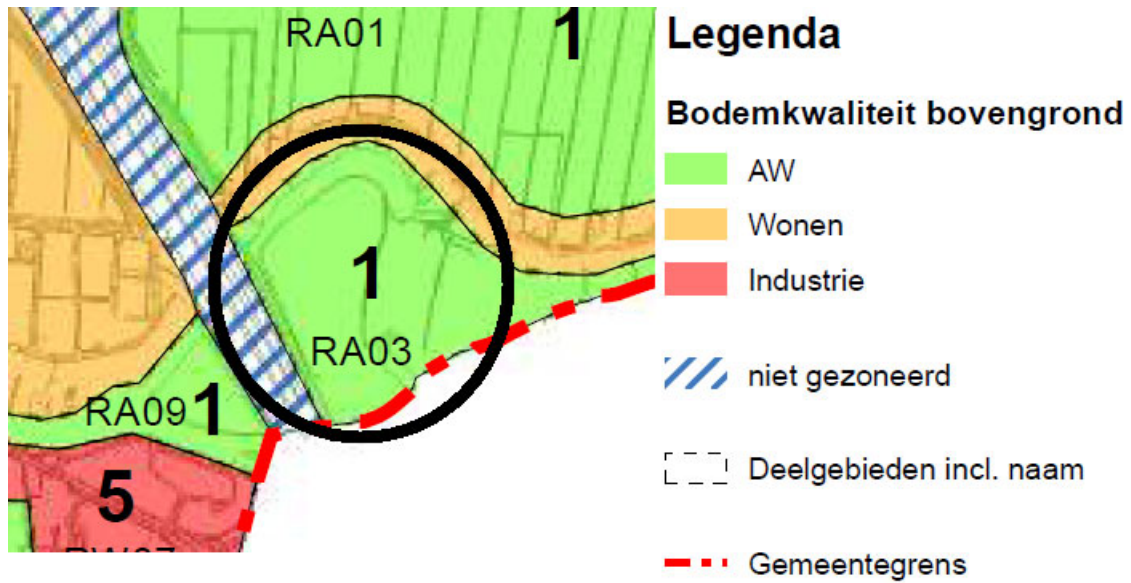 RA01
1
1
RA03
RA09
1
5
Legenda
Bodemkwaliteit bovengrond
AW
Wonen
Industrie
niet gezoneerd
Deelgebieden incl. naam
Gemeentegrens